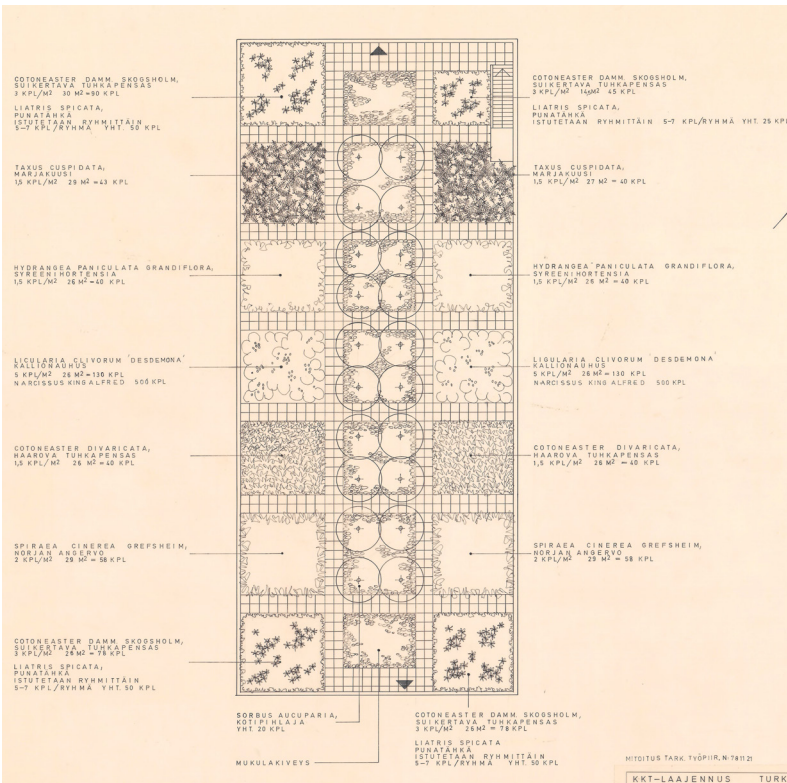 COTONEASTER DAMM. SKOGSHOLM,
SUIKERTAVA TUHKAPENSAS
3 KPL/M2 30 M2=90 KPL
LIATRIS SPICATA,
PUNATÄHKÄ
ISTUTETAAN RYHMITTÄIN
5-7 KPL/RYHMÄ YHT. 50 KPL
TAXUS CUSPIDATA,
MARJAKUUSI
1,5 KPL/M2 29 M2=43 KPL
HYDRANGEA PANICULATA GRANDIFLORA,
SYREENIHORTENSIA
1,5 KPL/M2 26 M2=40 KPL
LIGULARIA CLIVORUM 'DESDEMONA'
KALLIONAUHUS
5 KPL/M2 26 M2=130 KPL
NARCISSUS KING ALFRED 500 KPL
COTONEASTER DIVARICATA,
HAAROVA TUHKAPENSAS
1,5 KPL/M2 26 M2=40 KPL
SPIRAEA CINEREA GREFSHEIM,
NORJAN ANGERVO
2 KPL/M2 29 M2=58 KPL
COTONEASTER DAMM. SKOGSHOLM,
SUIKERTAVA TUHKAPENSAS
3 KPL/M2 26 M2=78 KPL
LIATRIS SPICATA,
PUNATÄHKÄ
ISTUTETAAN RYHMITTÄIN
5-7 KPL/RYHMÄ YHT. 50 KPL
COTONEASTER DAMM. SKOGSHOLM,
SUIKERTAVA TUHKAPENSAS
3 KPL/M2 M2 45 KPL
LIATRIS SPICATA,
PUNATÄHKÄ
ISTUTETAAN RYHMITTÄIN 5-7 KPL/RYHMÄ YHT. 25 KPL
TAXUS CUSPIDATA,
MARJAKUUSI
1,5 KPL/M2 27 M2=40 KPL
HYDRANGEA PANICULATA GRANDIFLORA,
SYREENIHORTENSIA
1,5 KPL/M2 26 M2=40 KPL
LIGULARIA CLIVORUM 'DESDEMONA'
KALLIONAUHUS
5 KPL/M2 26 M2=130 KPL
NARCISSUS KING ALFRED 500 KPL
COTONEASTER DIVARICATA,
HAAROVA TUHKAPENSAS
1,5 KPL/M2 26 M2=40 KPL
SPIRAEA CINEREA GREFSHEIM,
NORJAN ANGERVO
2 KPL/M2 29 M2=58 KPL
SORBUS AUCUPARIA,
KOTIPIHLAJA
YHT. 20 KPL
MUKULAKIVEYS
COTONEASTER DAMM. SKOGSHOLM,
SUIKERTAVA TUHKAPENSAS
3 KPL/M2 26M2=78 KPL
LIATRIS SPICATA
PUNATÄHKÄ
ISTUTETAAN RYHMITTÄIN
5-7 KPL/RYHMÄ YHT. 50 KPL
MITOITUS TARK. TYÖPIIR, N:781121
KKT-LAAJENNUS TURK